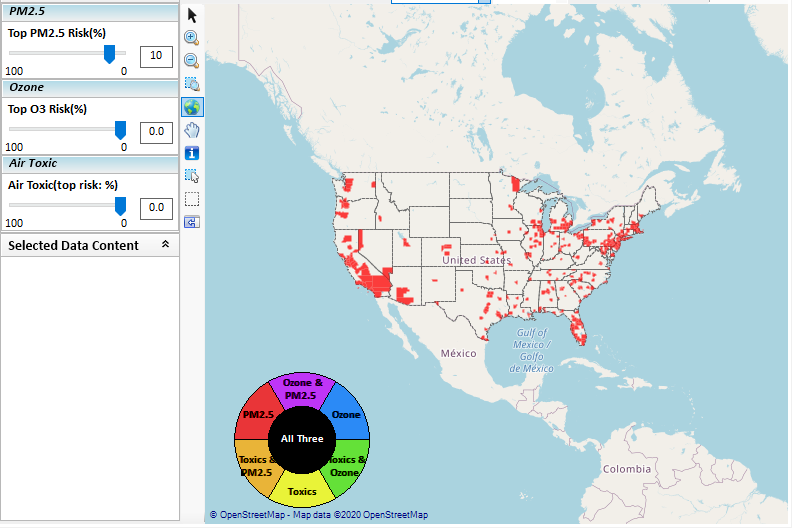 PM2.5
Top PM2.5 Risk(%)
10
100 0
Ozone
Top O3 Risk(%)
0.0
100 0
Air Toxic
Air Toxic(top risk: %)
0.0
100 0
Selected Data Content
United States
Gulf of
Mexico /
Golfo
de México
México
Colombia
Ozone &
PM2.5
PM2.5
Ozone
All Three
Toxics &
PM2.5
Toxics &
Ozone
Toxics
© OpenStreetMap - Map data ©2020 OpenStreetMap